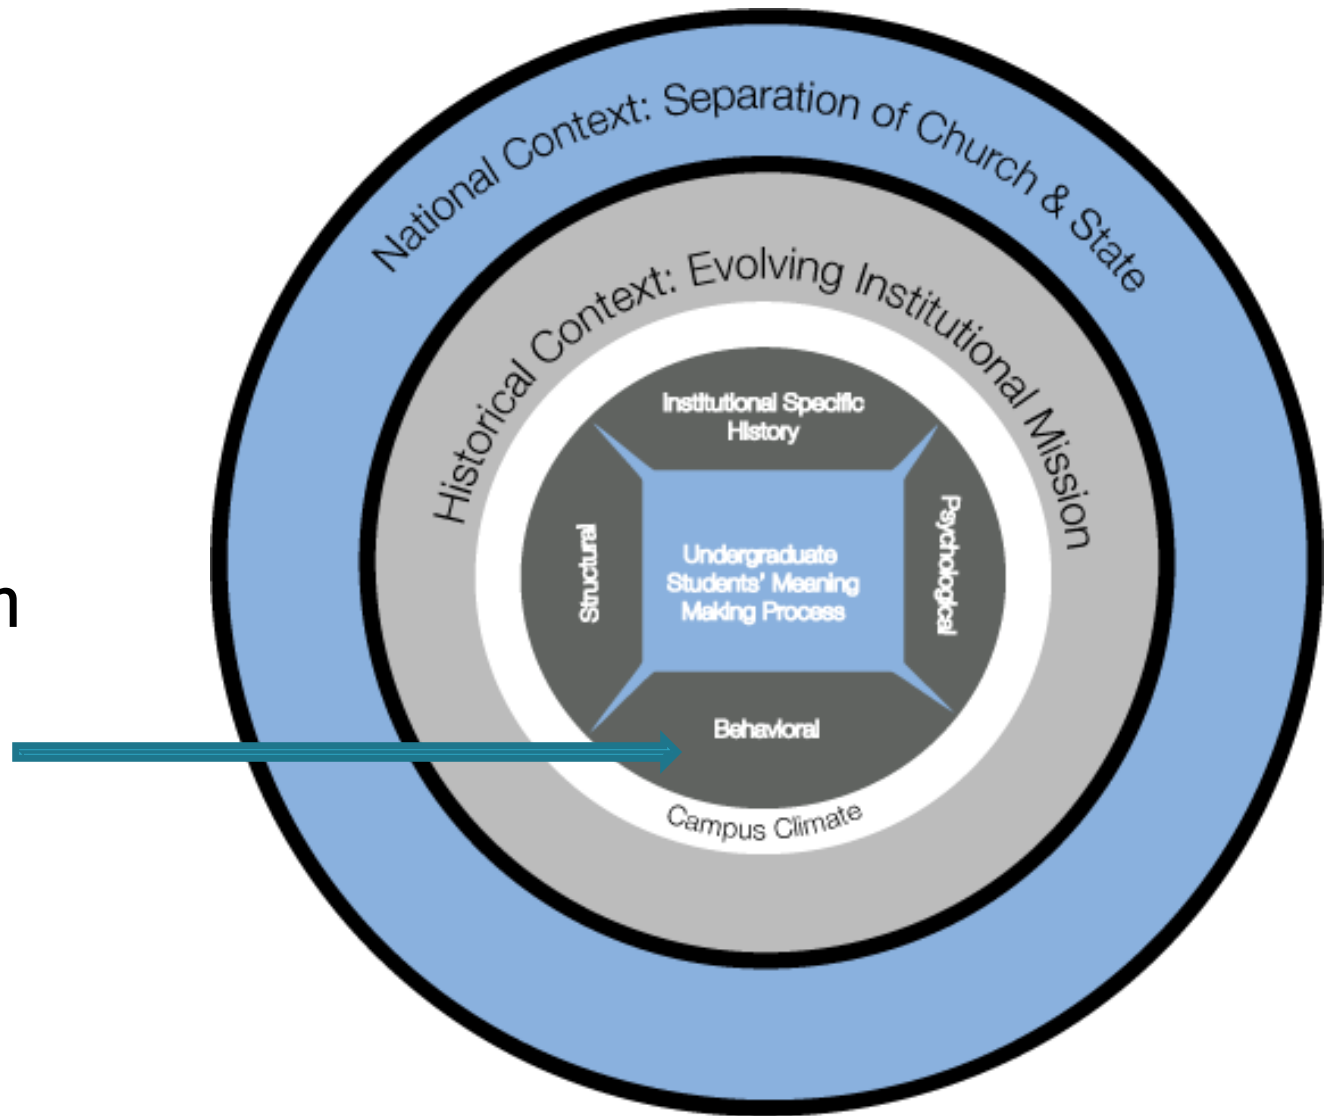 National Context: Separation of Church & State
Historical Context: Evolving Institutional Mission
Institutional Specific
History
Structural
Psychological
Undergraduate
Students' Meaning
Making Process
Behavioral
Campus Climate